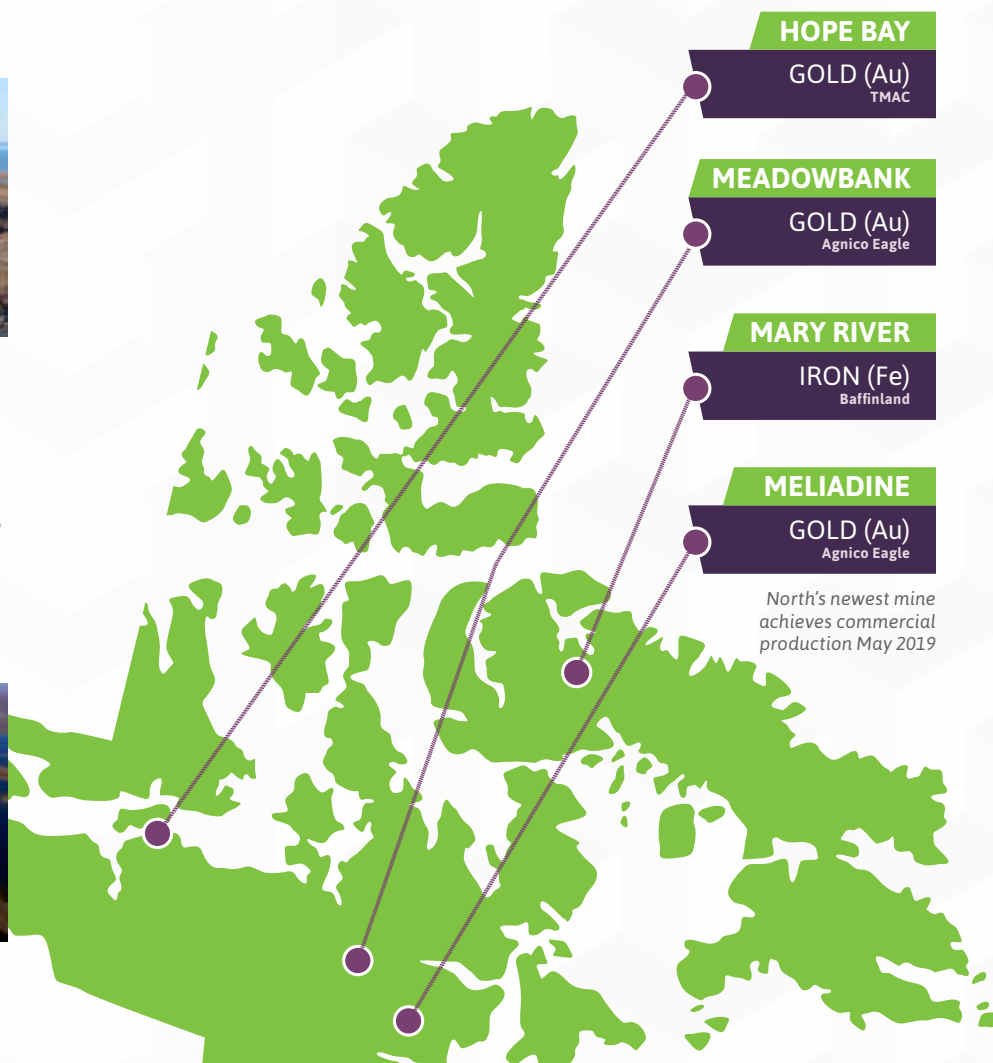 HOPE BAY
GOLD (Au)
TMAC
MEADOWBANK
GOLD (Au)
Agnico Eagle
MARY RIVER
IRON (Fe)
Baffinland
MELIADINE
GOLD (Au)
Agnico Eagle
North's newest mine
achieves commercial
production May 2019